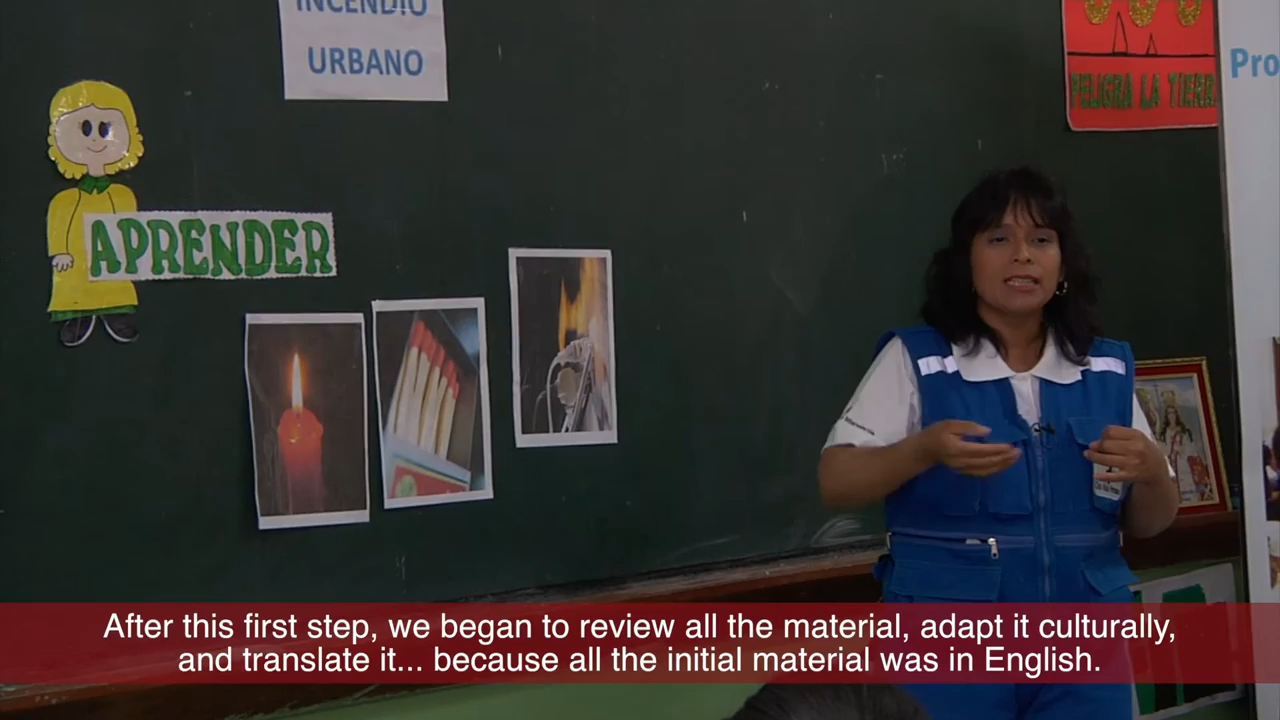 INCENDIO
URBANO
PELIGRA LA TIERRA
Pro
APRENDER
After this first step, we began to review all the material, adapt it culturally,
and translate it... because all the initial material was in English.